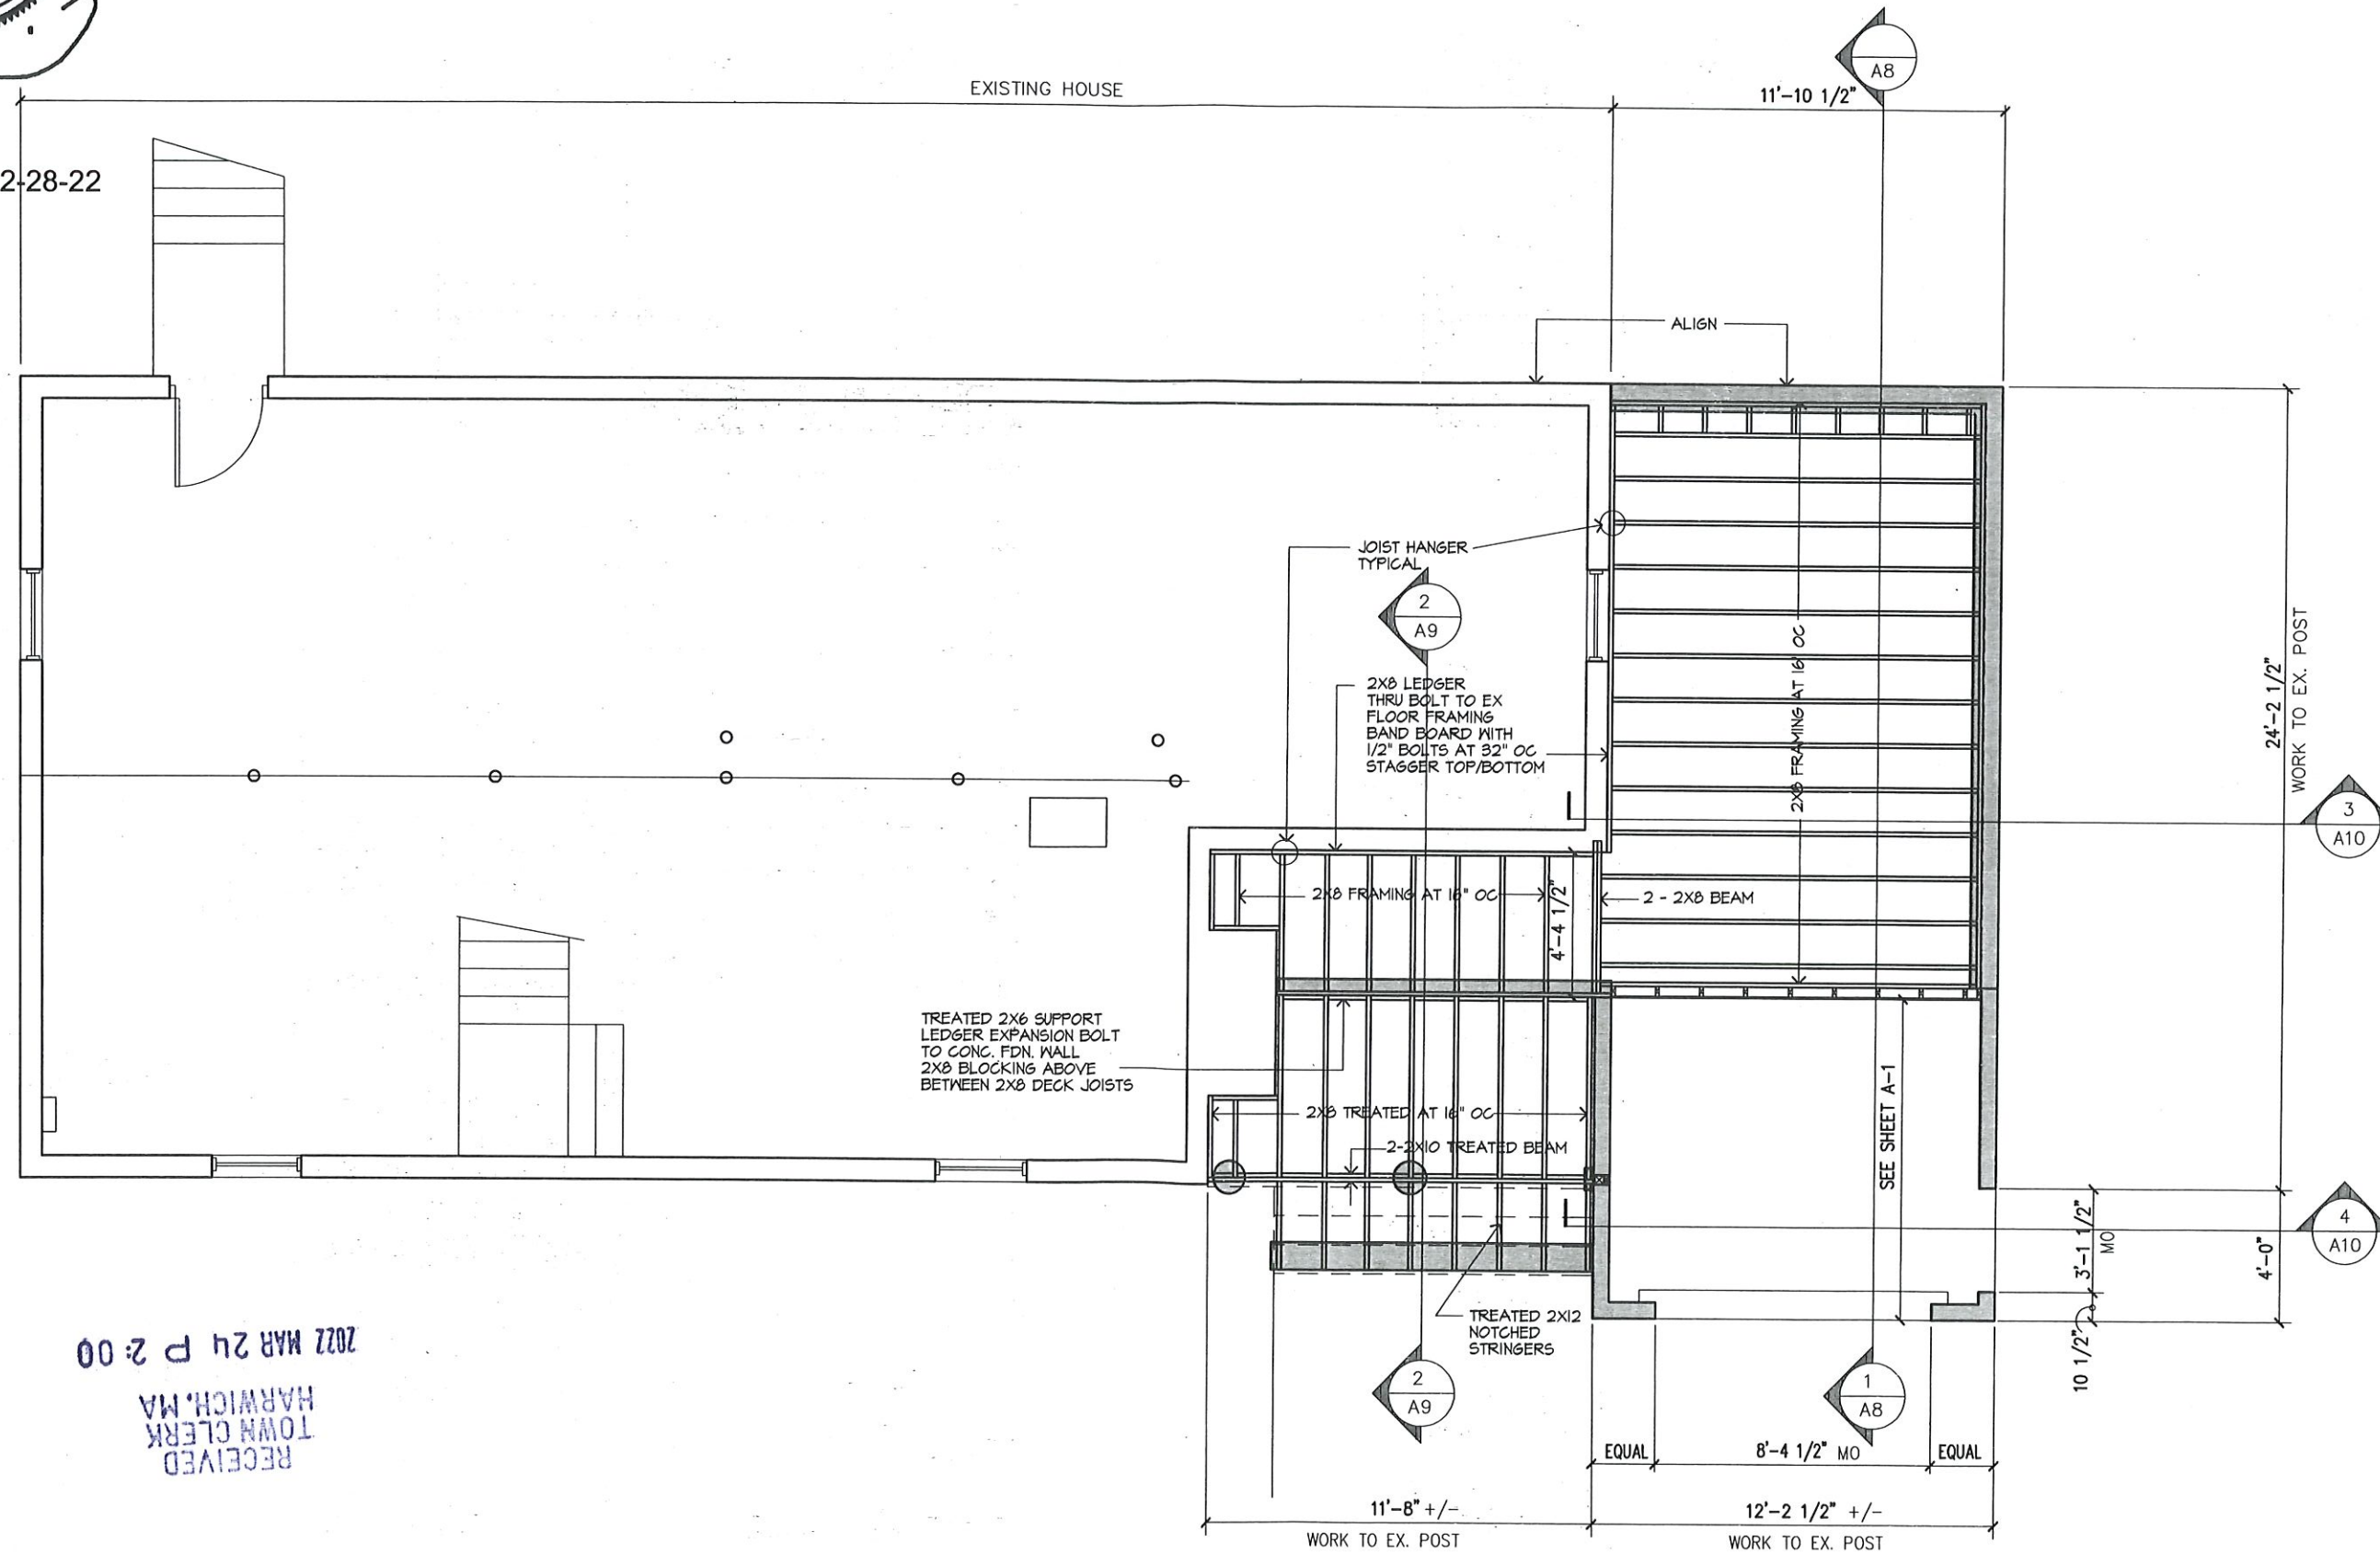 A8
EXISTING HOUSE
11'-10 1/2"
2-28-22
ALIGN
JOIST HANGER
TYPICAL
2
A9
2X8 LEDGER
THRU BOLT TO EX
FLOOR FRAMING
BAND BOARD WITH
1/2" BOLTS AT 32" OC
STAGGER TOP/BOTTOM
2X8 FRAMING AT 16" OC
24'-2 1/2"
WORK TO EX. POST
3
A10
2X8 FRAMING AT 16" OC
4'-4 1/2"
2 - 2X8 BEAM
TREATED 2X6 SUPPORT
LEDGER EXPANSION BOLT
TO CONC. FDN. WALL
2X8 BLOCKING ABOVE
BETWEEN 2X8 DECK JOISTS
2X8 TREATED AT 16" OC
2-2X10 TREATED BEAM
SEE SHEET A-1
3'-1 1/2"
MO
4'-0"
4
A10
10 1/2"
TREATED 2X12
NOTCHED
STRINGERS
2
A9
1
A8
EQUAL
8'-4 1/2" MO
EQUAL
11'-8" +/-
WORK TO EX. POST
12'-2 1/2" +/-
WORK TO EX. POST
RECEIVED
TOWN CLERK
HARWICH, MA
2022 MAR 24 P 2:00